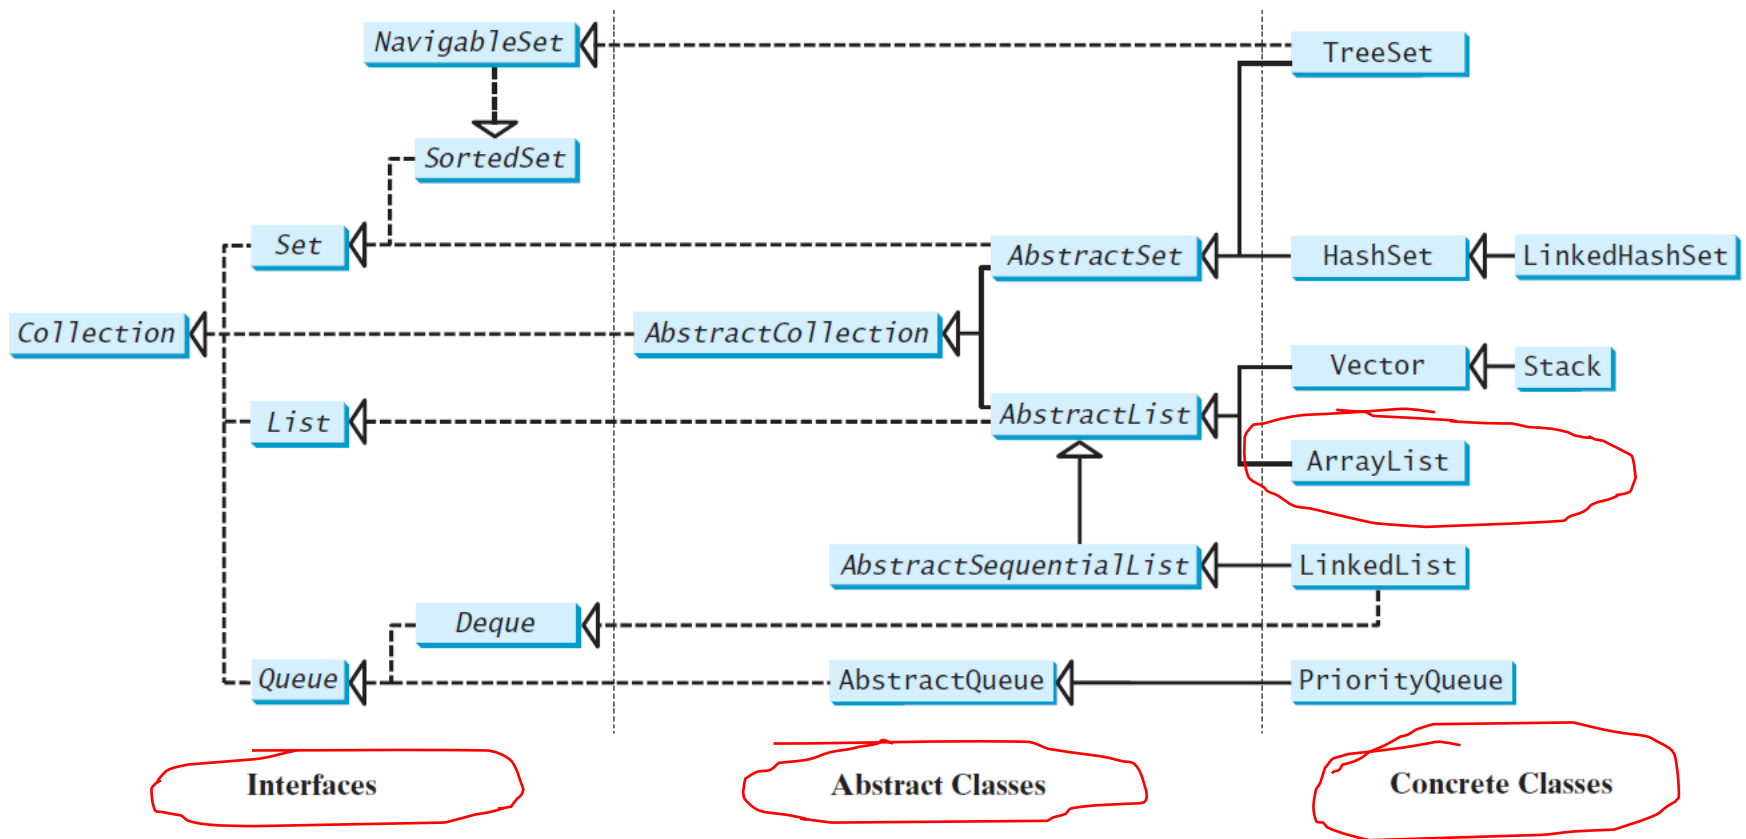 NavigableSet
TreeSet
SortedSet
Set
AbstractSet
HashSet
LinkedHashSet
Collection
AbstractCollection
Vector
Stack
List
AbstractList
ArrayList
AbstractSequentialList
LinkedList
Deque
Queue
AbstractQueue
PriorityQueue
Interfaces
Abstract Classes
Concrete Classes